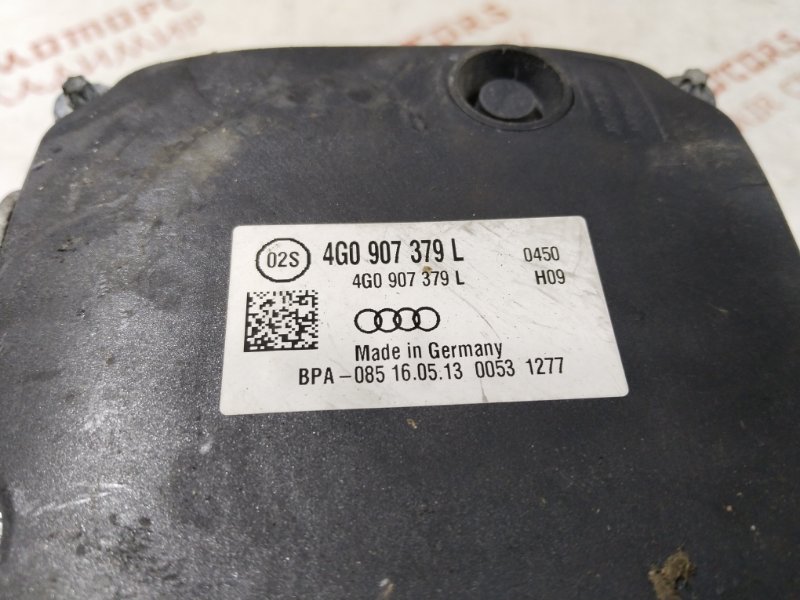 02S 4G0 907 379 L 0450
4G0 907 379 L H09
Made in Germany
BPA-085 16.05.13 0053 1277